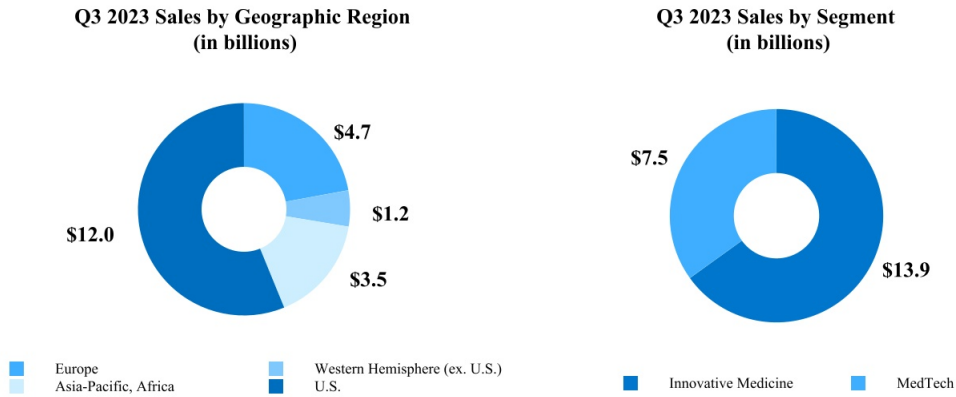 Q3 2023 Sales by Geographic Region
(in billions)
$4.7
$1.2
$12.0
$3.5
Europe
Western Hemisphere (ex. U.S.)
Asia-Pacific, Africa
U.S.
Q3 2023 Sales by Segment
(in billions)
$7.5
$13.9
Innovative Medicine
MedTech